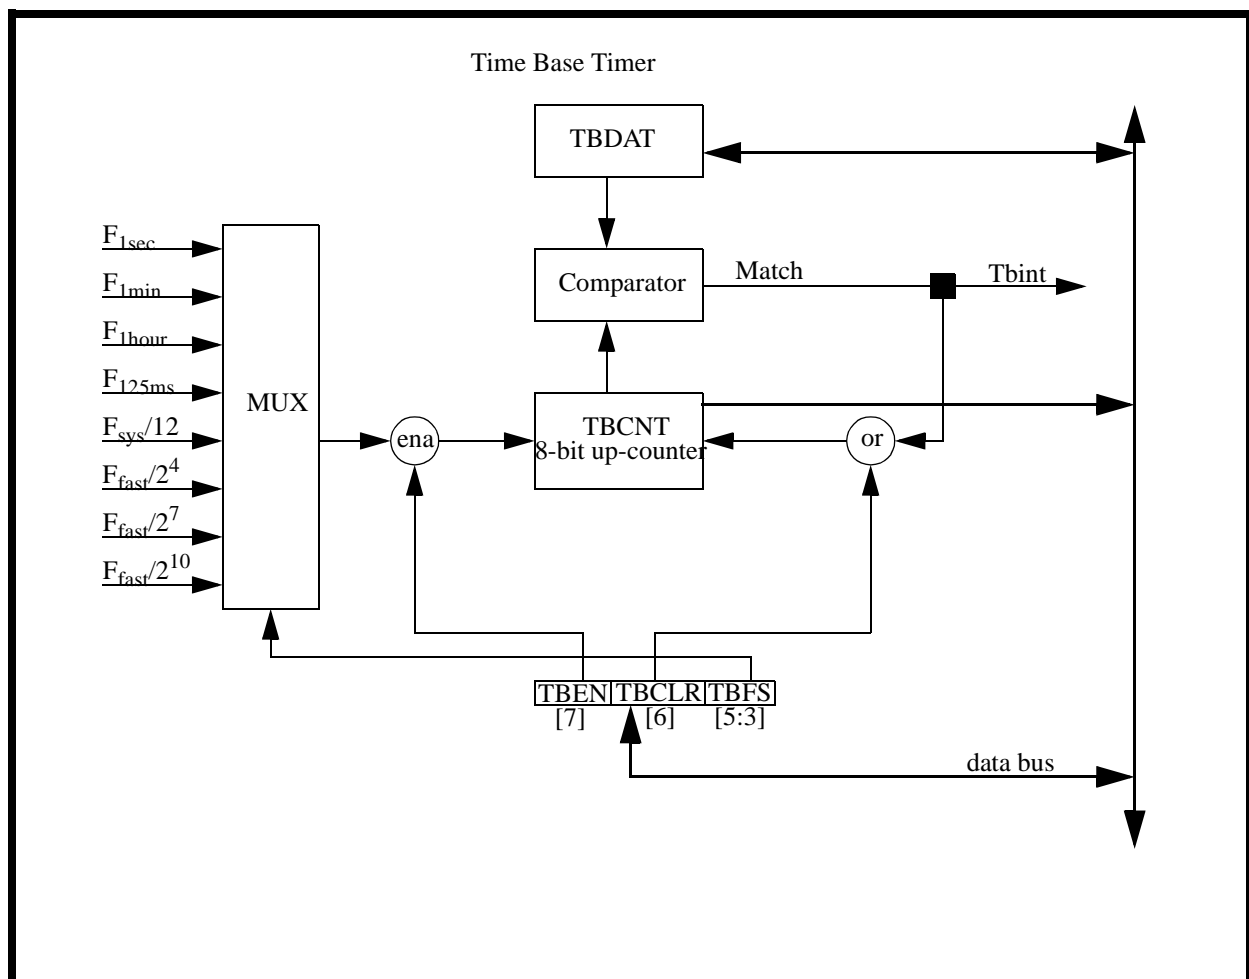 Time Base Timer
TBDAT
F1sec
F1min
F1hour
F125ms
Fsys/12
Ffast/2^4
Ffast/2^7
Ffast/2^10
MUX
ena
Comparator
Match
Tbint
TBCNT
8-bit up-counter
or
TBEN TBCLR TBFS
[7] [6] [5:3]
data bus